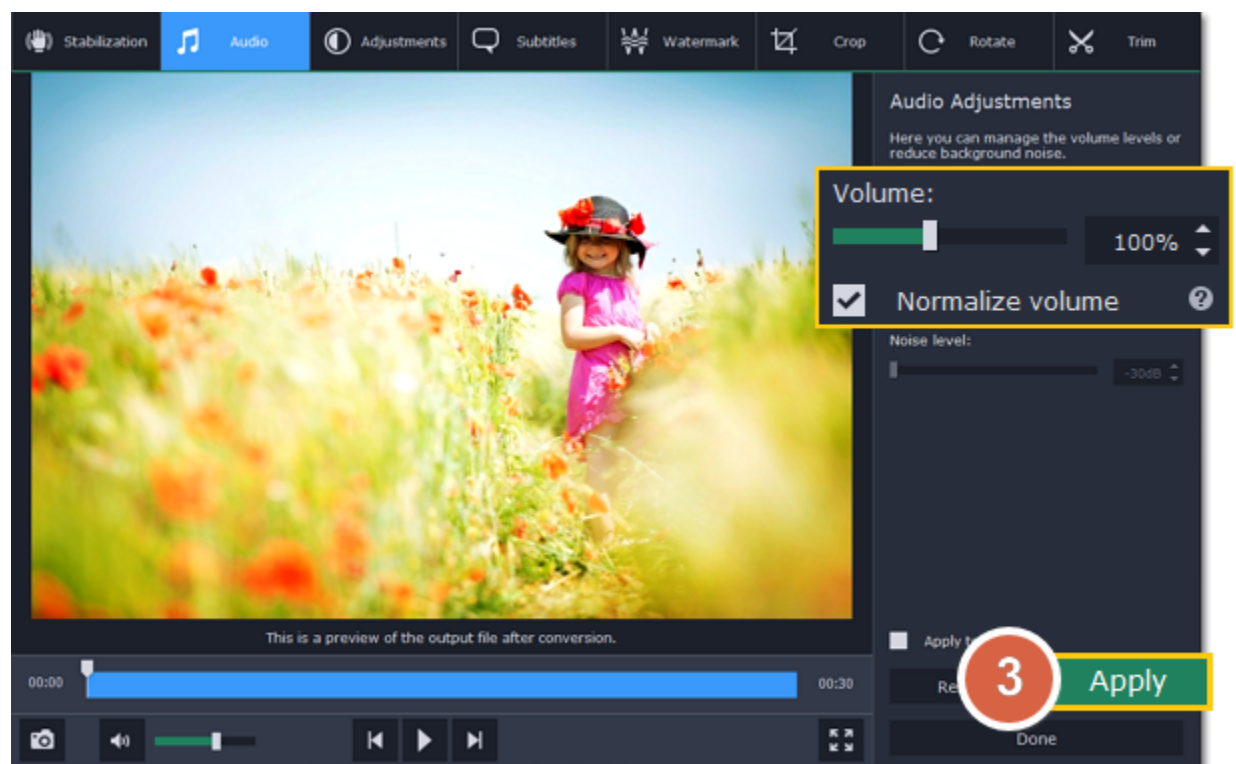 Stabilization
Audio
Adjustments
Subtitles
Watermark
Crop
Rotate
Trim
Audio Adjustments
Here you can manage the volume levels or
reduce background noise.
Volume:
100%
Normalize volume
Noise level:
-30dB
This is a preview of the output file after conversion.
00:00
00:30
Apply
3
Apply
Done